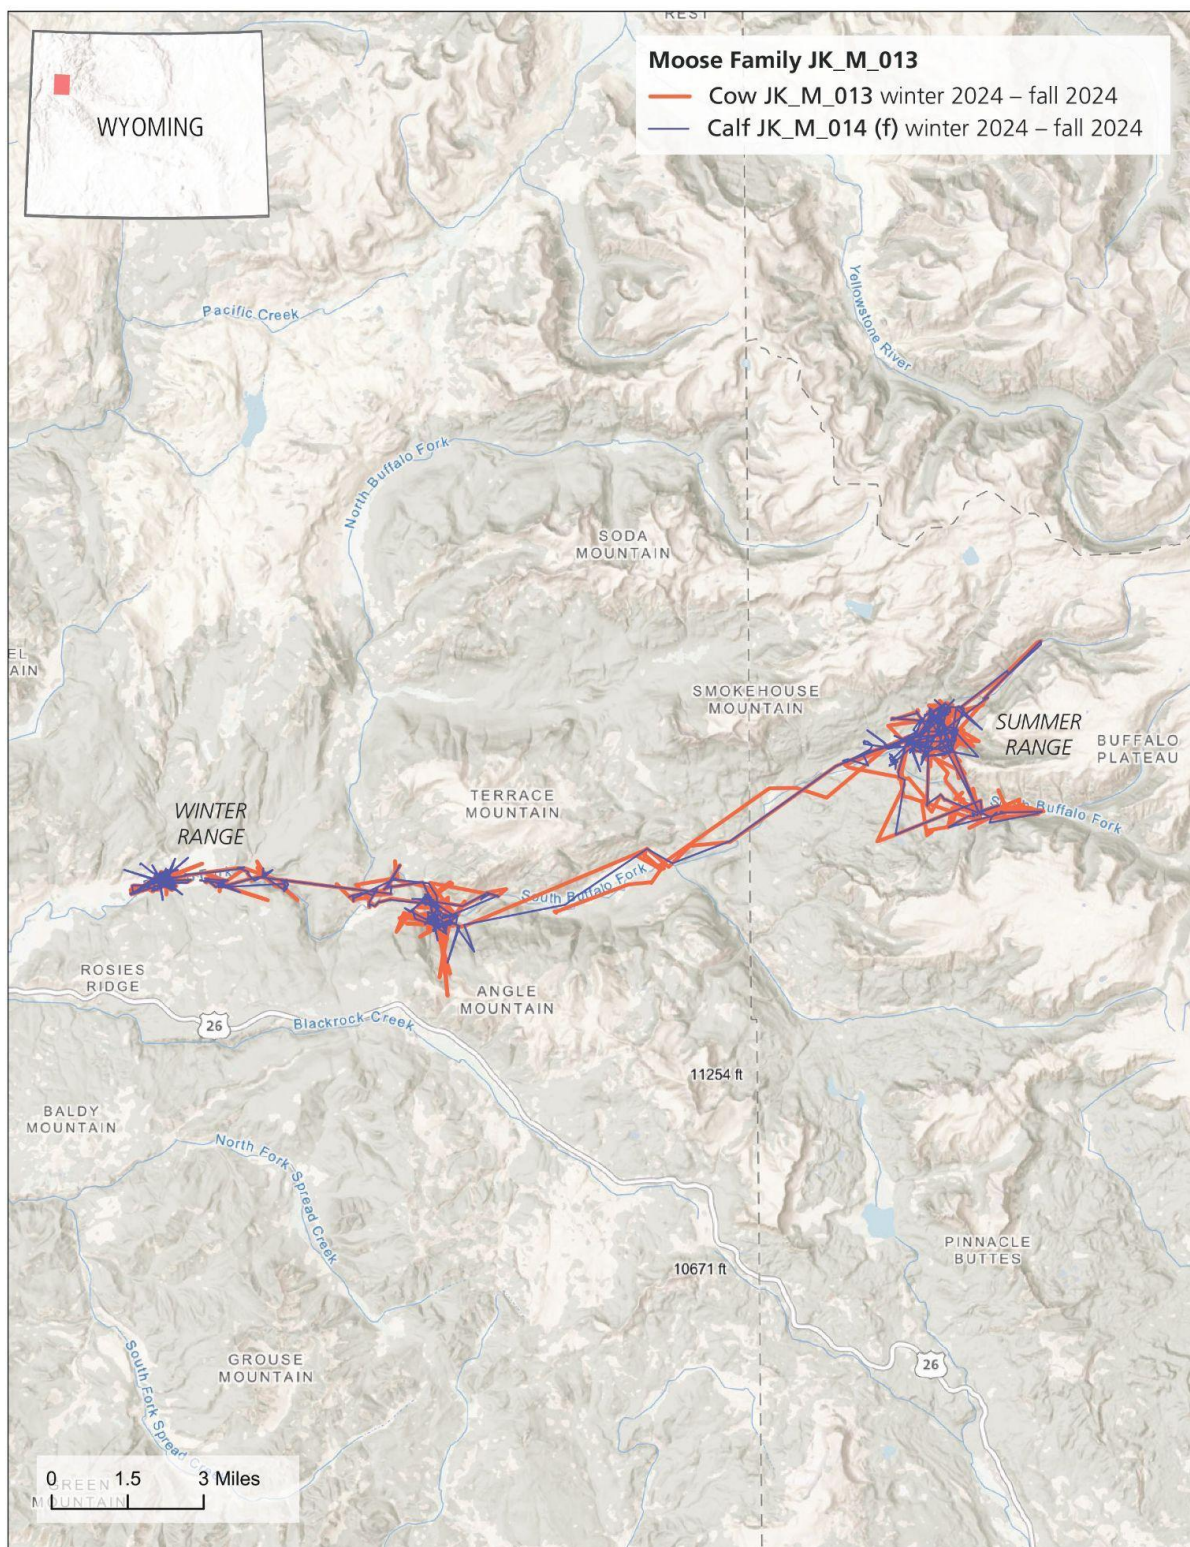 WYOMING
Moose Family JK_M_013
Cow JK_M_013 winter 2024 – fall 2024
Calf JK_M_014 (f) winter 2024 – fall 2024
Pacific Creek
Yellowstone River
North Buffalo Fork
SODA
MOUNTAIN
SMOKEHOUSE
MOUNTAIN
SUMMER
RANGE
BUFFALO
PLATEAU
WINTER
RANGE
TERRACE
MOUNTAIN
South Buffalo Fork
South Buffalo Fork
ROSIES
RIDGE
ANGLE
MOUNTAIN
26
Blackrock Creek
11254 ft
BALDY
MOUNTAIN
North Fork Spread Creek
PINNACLE
BUTTES
10671 ft
GROUSE
MOUNTAIN
26
South Fork Spread
GREEN
MOUNTAIN
0 1.5 3 Miles